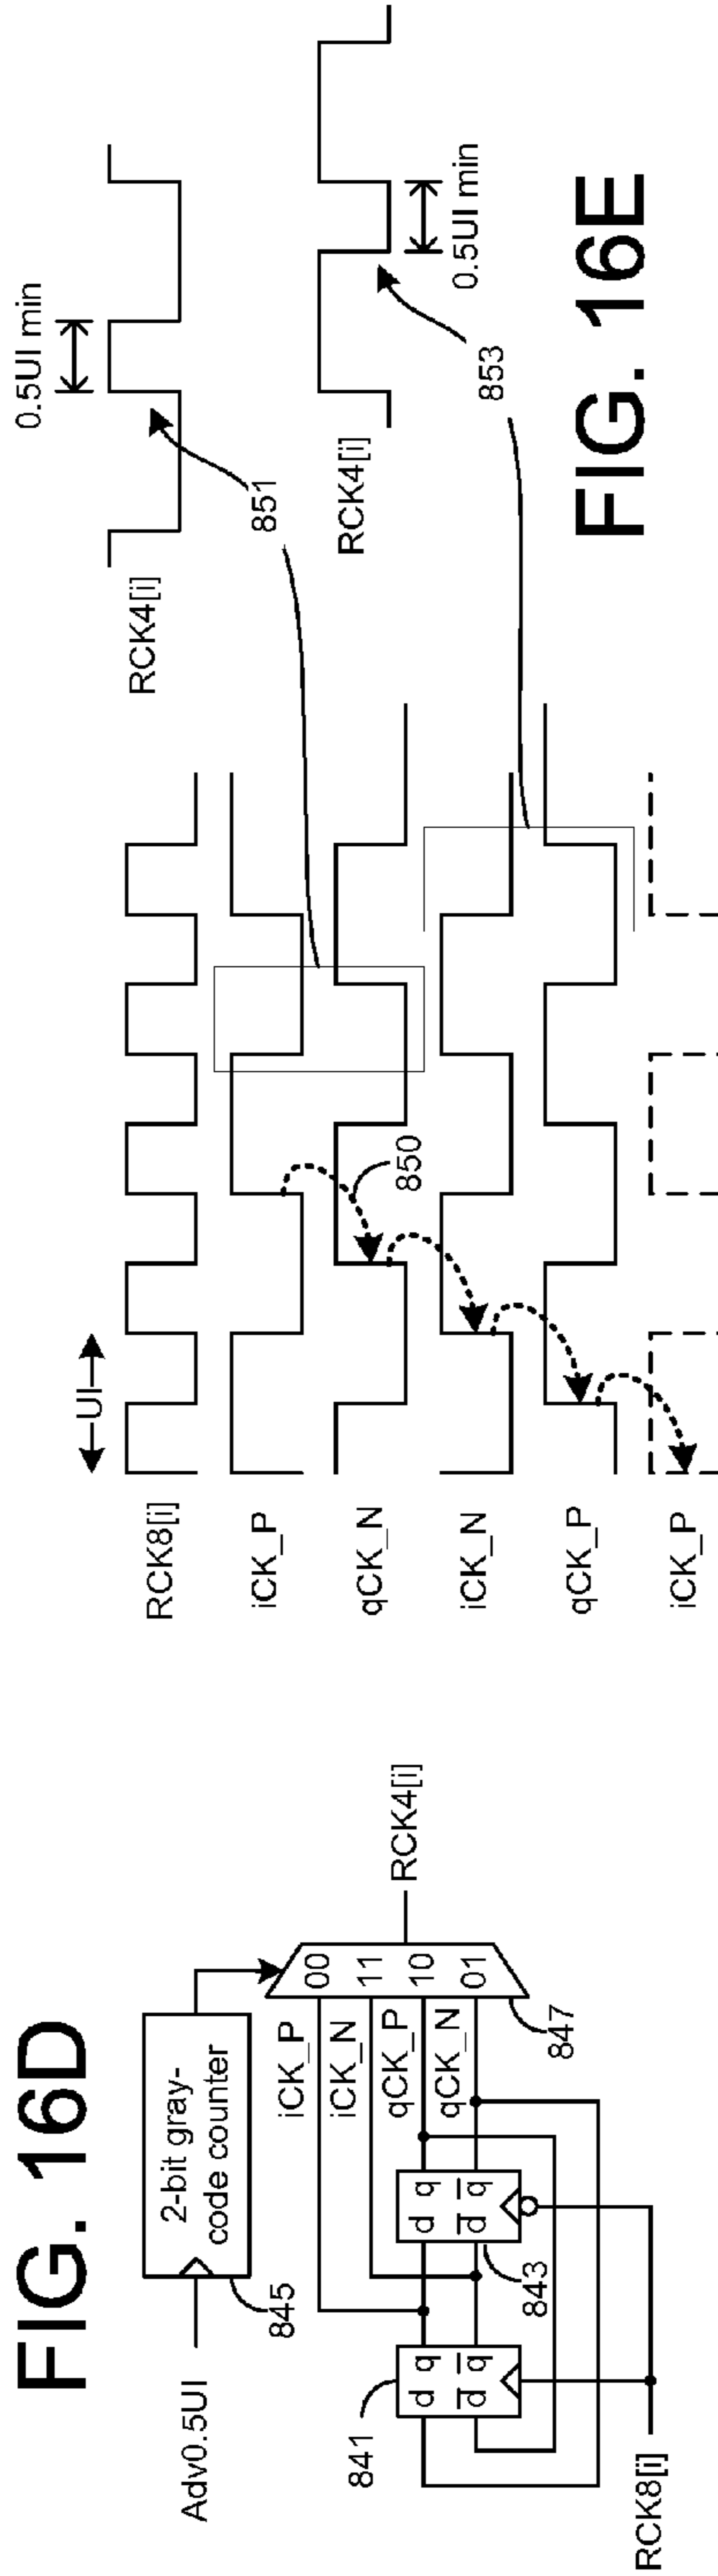 FIG. 16D
Adv0.5UI
2-bit gray-
code counter
845
iCK_P
iCK_N
qCK_P
qCK_N
00
11
10
01
RCK4[i]
847
841
d q
d q
d q
d q
843
RCK8[i]
UI
RCK8[i]
iCK_P
qCK_N
iCK_N
qCK_P
iCK_P
850
851
853
RCK4[i]
0.5UI min
RCK4[i]
0.5UI min
FIG. 16E